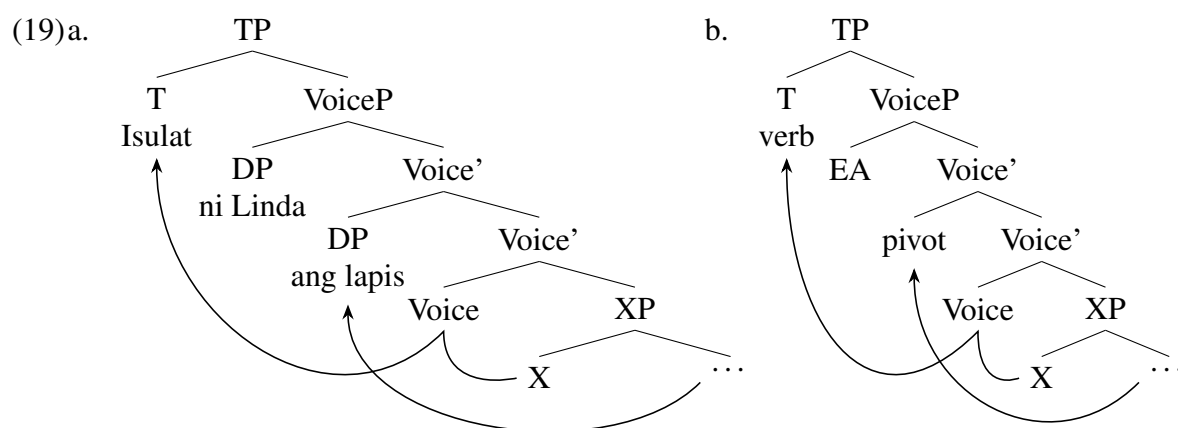 (19) a. TP b. TP
T VoiceP T VoiceP
Isulat verb
DP Voice’ EA Voice’
ni Linda
DP Voice’ pivot Voice’
ang lapis
Voice XP Voice XP
X ... X ...